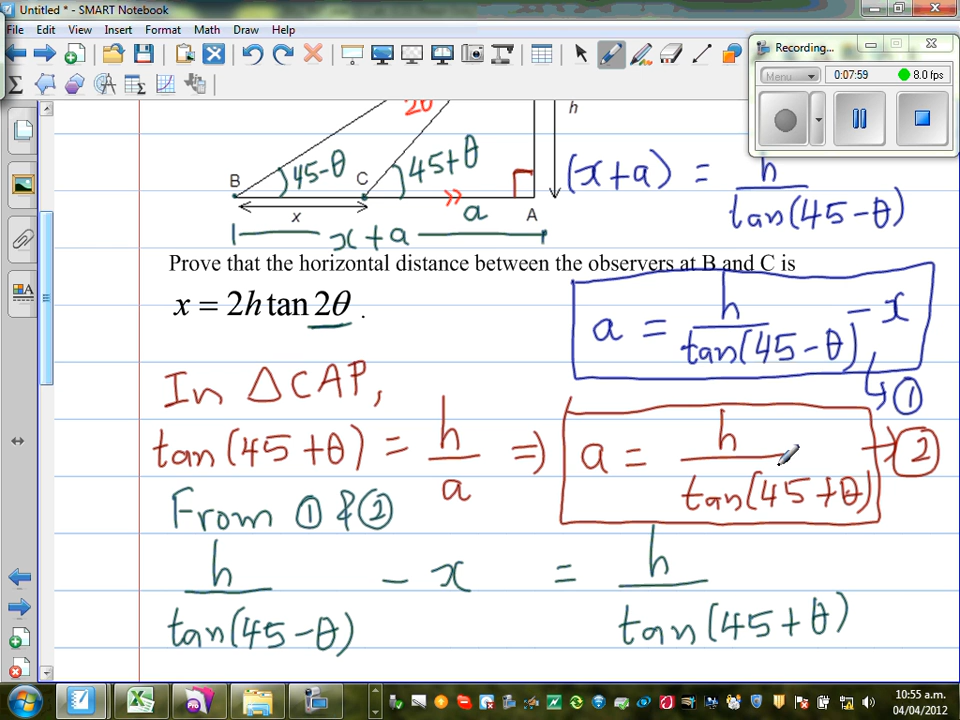 Untitled * - SMART Notebook
File Edit View Insert Format Math Draw Help
Recording...
Menu 0:07:59 8.0 fps
2θ
h
B 45-θ C 45+θ
x a A
x+a
(x+a) = h / tan(45-θ)
Prove that the horizontal distance between the observers at B and C is
x = 2h tan 2θ .
a = h / tan(45-θ) - x
→ ①
In △CAP,
tan(45+θ) = h / a ⇒ a = h / tan(45+θ) → ②
From ① & ②
h / tan(45-θ) - x = h / tan(45+θ)
10:55 a.m.
04/04/2012